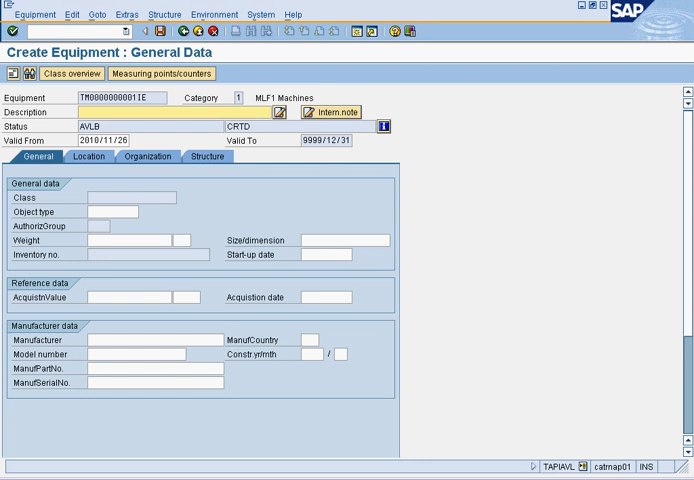 Equipment Edit Goto Extras Structure Environment System Help
SAP
Create Equipment : General Data
Class overview Measuring points/counters
Equipment TM0000000001IE Category 1 MLF1 Machines
Description Intern.note
Status AVLB CRTD
Valid From 2010/11/26 Valid To 9999/12/31
General Location Organization Structure
General data
Class
Object type
AuthorizGroup
Weight Size/dimension
Inventory no. Start-up date
Reference data
AcquistnValue Acquistion date
Manufacturer data
Manufacturer ManufCountry
Model number Constr.yr/mth /
ManufPartNo.
ManufSerialNo.
TAPIAVL catmap01 INS